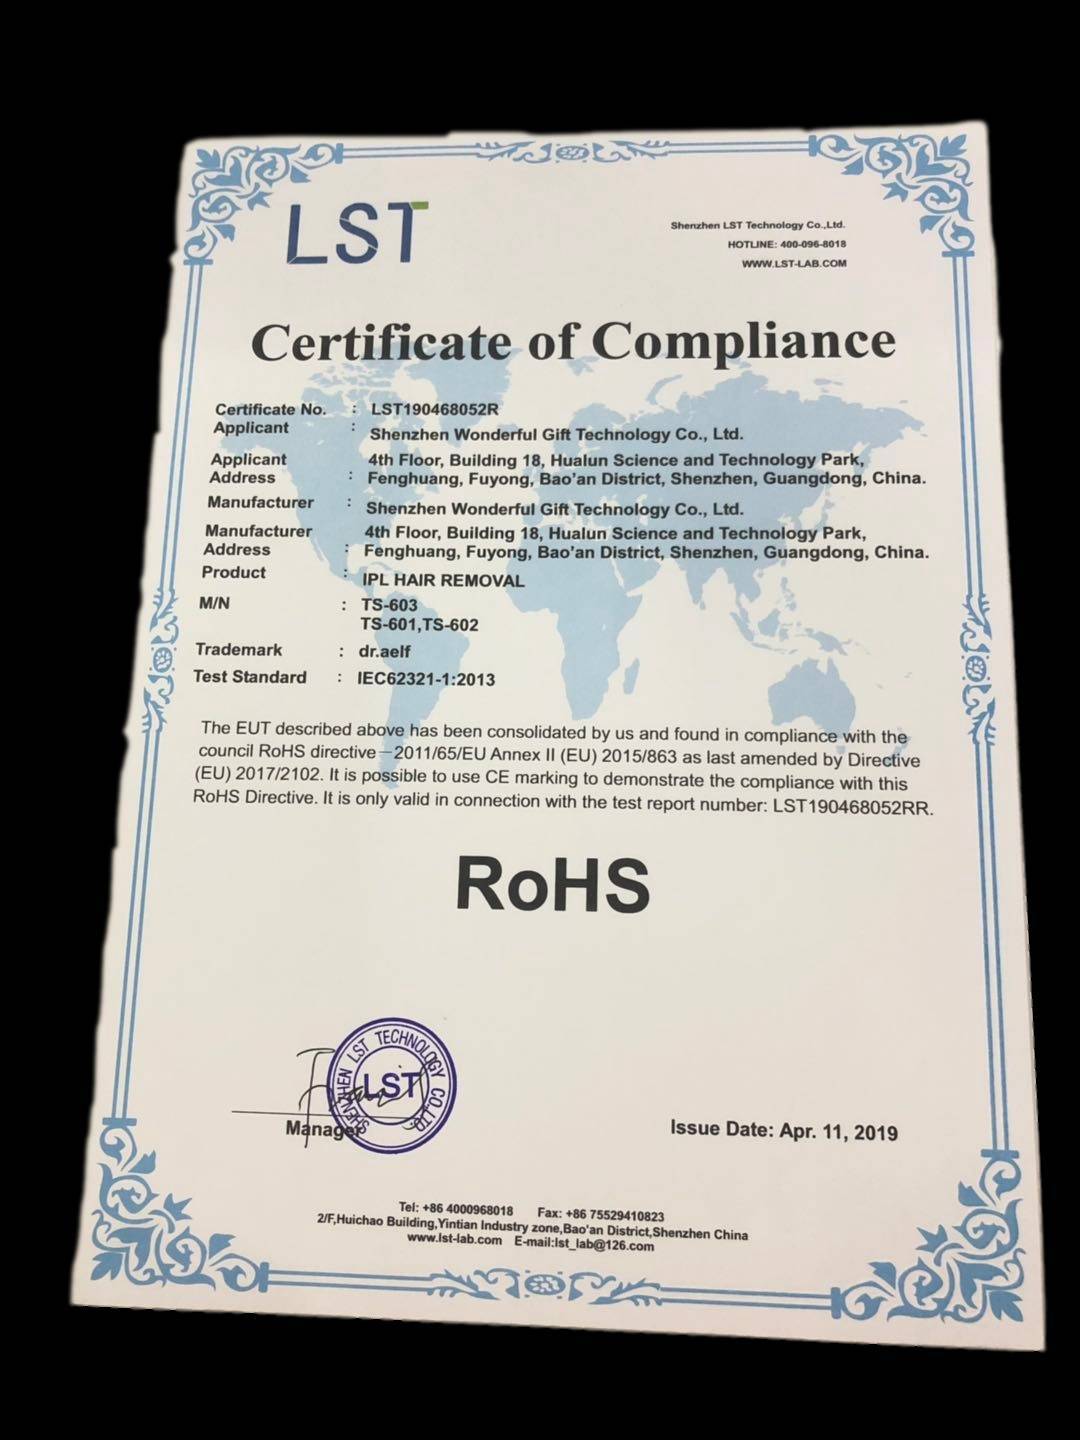 LST
Shenzhen LST Technology Co.,Ltd.
HOTLINE: 400-096-8018
WWW.LST-LAB.COM
Certificate of Compliance
Certificate No. : LST190468052R
Applicant : Shenzhen Wonderful Gift Technology Co., Ltd.
Applicant 4th Floor, Building 18, Hualun Science and Technology Park,
Address : Fenghuang, Fuyong, Bao'an District, Shenzhen, Guangdong, China.
Manufacturer : Shenzhen Wonderful Gift Technology Co., Ltd.
Manufacturer 4th Floor, Building 18, Hualun Science and Technology Park,
Address : Fenghuang, Fuyong, Bao'an District, Shenzhen, Guangdong, China.
Product : IPL HAIR REMOVAL
M/N : TS-603
TS-601,TS-602
Trademark : dr.aelf
Test Standard : IEC62321-1:2013
The EUT described above has been consolidated by us and found in compliance with the
council RoHS directive－2011/65/EU Annex II (EU) 2015/863 as last amended by Directive
(EU) 2017/2102. It is possible to use CE marking to demonstrate the compliance with this
RoHS Directive. It is only valid in connection with the test report number: LST190468052RR.
RoHS
SHENZHEN LST TECHNOLOGY CO.,LTD.
LST
Manager
Issue Date: Apr. 11, 2019
Tel: +86 4000968018 Fax: +86 75529410823
2/F,Huichao Building,Yintian Industry zone,Bao'an District,Shenzhen China
www.lst-lab.com E-mail:lst_lab@126.com